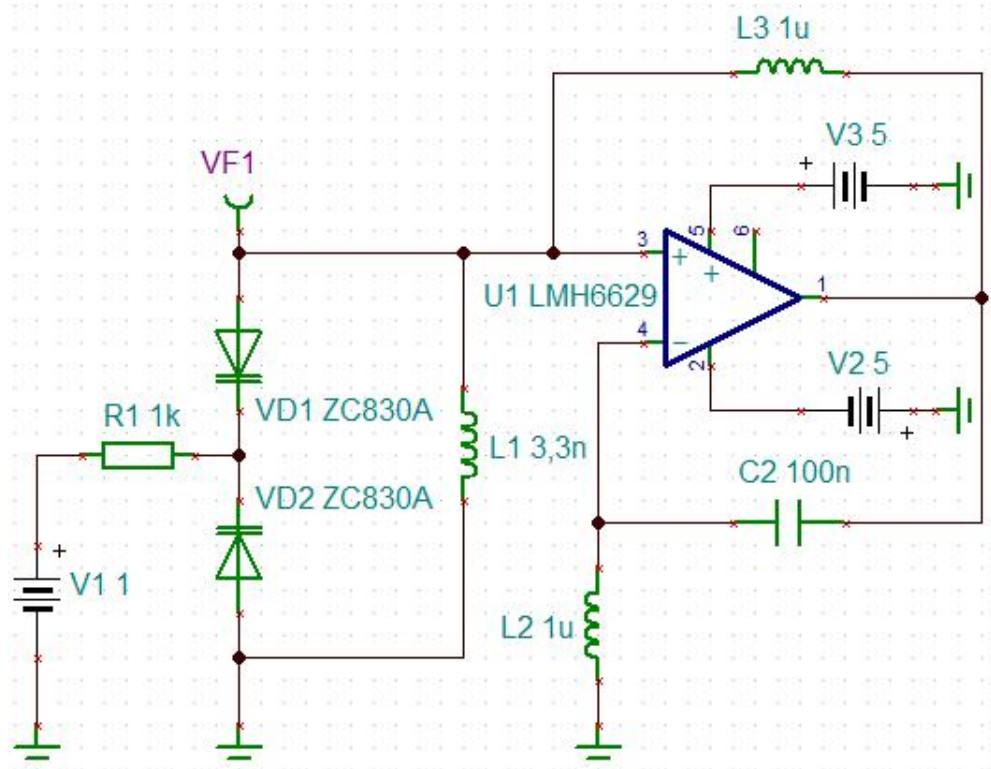 L3 1u
V3 5
+
VF1
3
5
6
+
+
U1 LMH6629
1
4
−
2
V2 5
+
VD1 ZC830A
R1 1k
L1 3,3n
C2 100n
VD2 ZC830A
+
V1 1
L2 1u